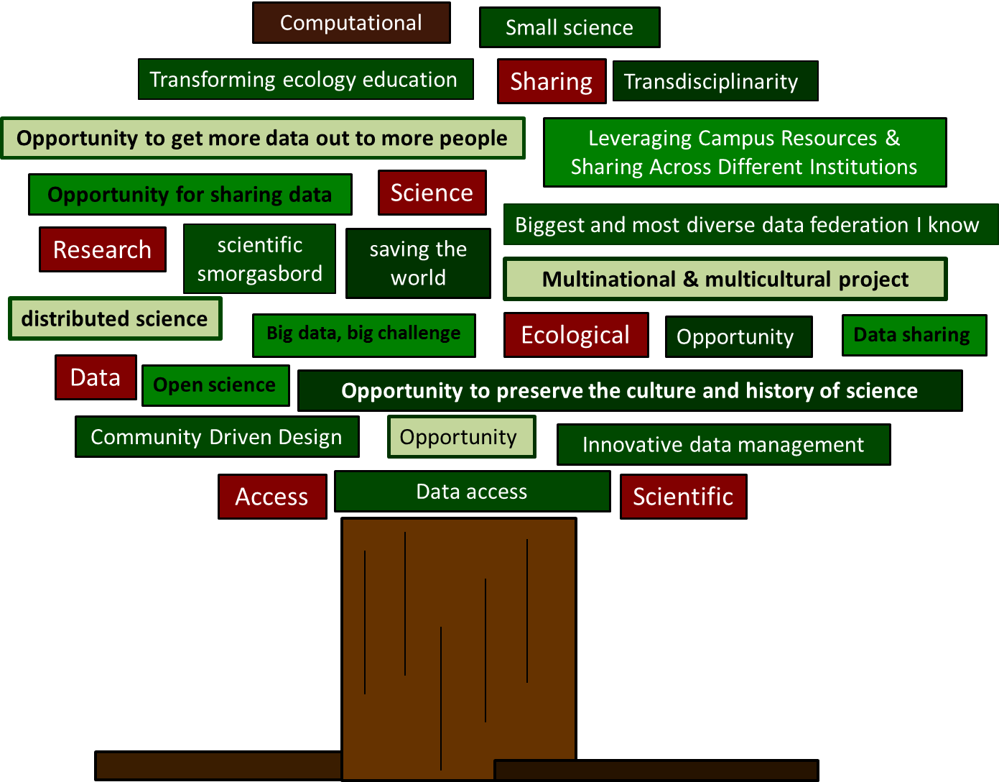 Computational
Small science
Transforming ecology education
Sharing
Transdisciplinarity
Opportunity to get more data out to more people
Leveraging Campus Resources &
Sharing Across Different Institutions
Opportunity for sharing data
Science
Biggest and most diverse data federation I know
Research
scientific
smorgasbord
saving the
world
Multinational & multicultural project
distributed science
Big data, big challenge
Ecological
Opportunity
Data sharing
Data
Open science
Opportunity to preserve the culture and history of science
Community Driven Design
Opportunity
Innovative data management
Access
Data access
Scientific